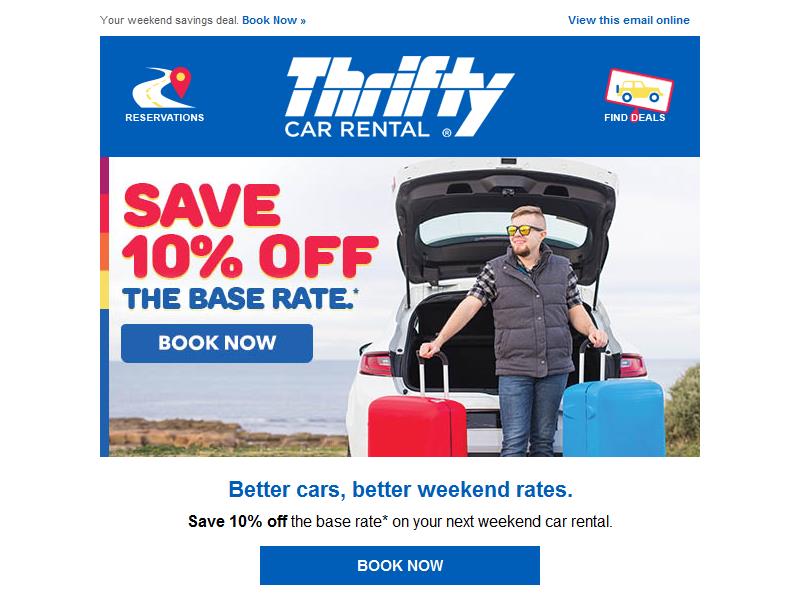 Your weekend savings deal. Book Now »
View this email online
RESERVATIONS
Thrifty
CAR RENTAL ®
FIND DEALS
SAVE
10% OFF
THE BASE RATE.*
BOOK NOW
Better cars, better weekend rates.
Save 10% off the base rate* on your next weekend car rental.
BOOK NOW